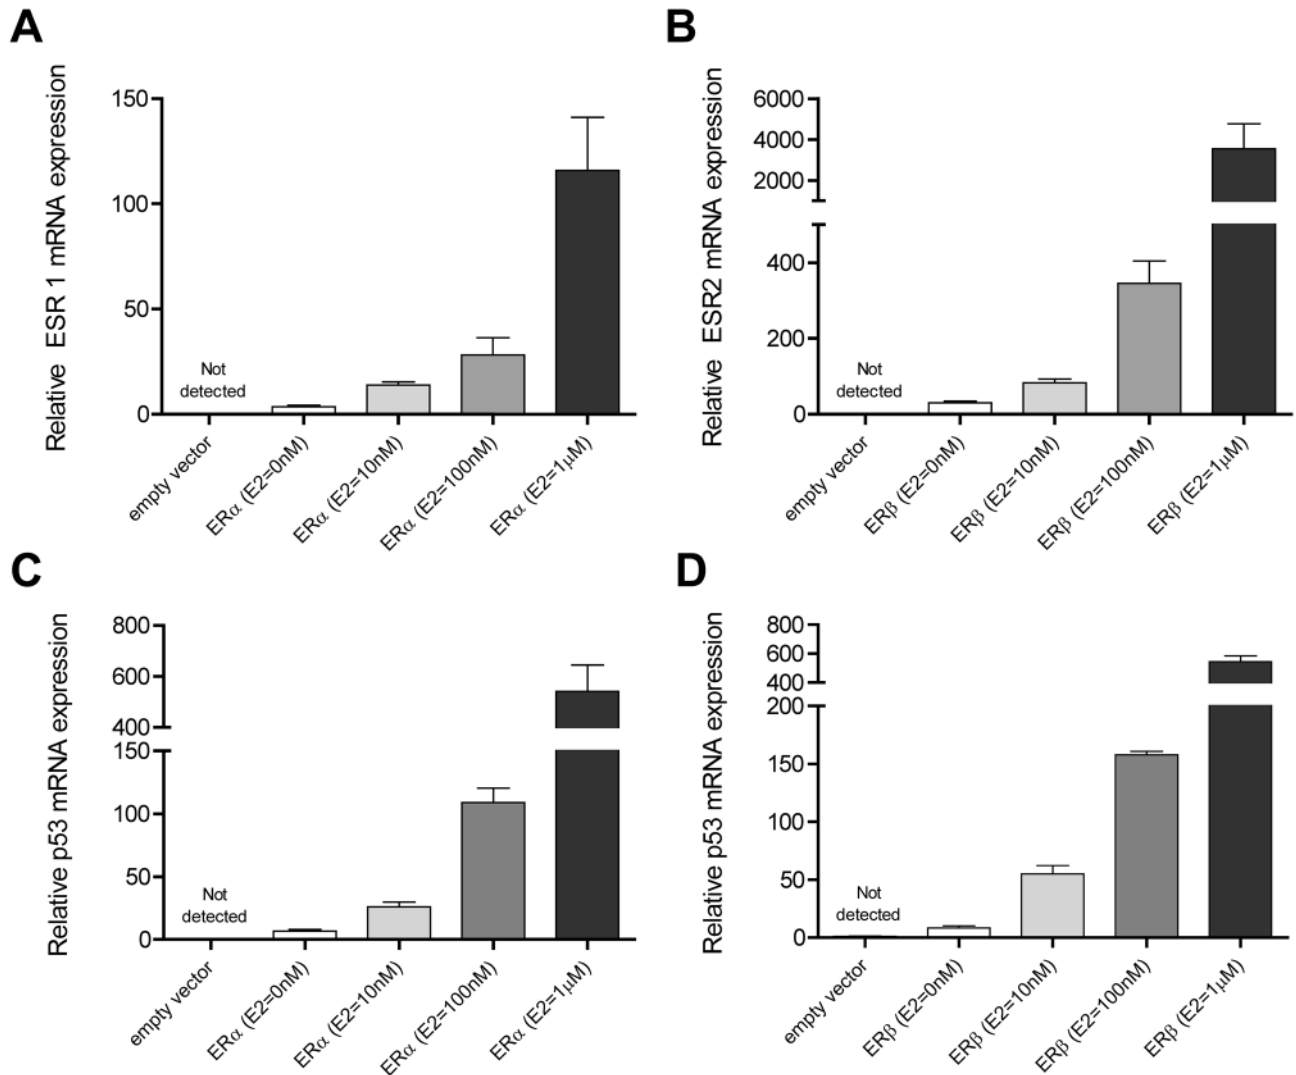 A
Relative ESR 1 mRNA expression
150
100
50
0
Not
detected
empty vector
ERα (E2=0nM)
ERα (E2=10nM)
ERα (E2=100nM)
ERα (E2=1μM)
B
Relative ESR2 mRNA expression
6000
4000
2000
400
200
0
Not
detected
empty vector
ERβ (E2=0nM)
ERβ (E2=10nM)
ERβ (E2=100nM)
ERβ (E2=1μM)
C
Relative p53 mRNA expression
800
600
400
150
100
50
0
Not
detected
empty vector
ERα (E2=0nM)
ERα (E2=10nM)
ERα (E2=100nM)
ERα (E2=1μM)
D
Relative p53 mRNA expression
800
600
400
200
150
100
50
0
Not
detected
empty vector
ERβ (E2=0nM)
ERβ (E2=10nM)
ERβ (E2=100nM)
ERβ (E2=1μM)